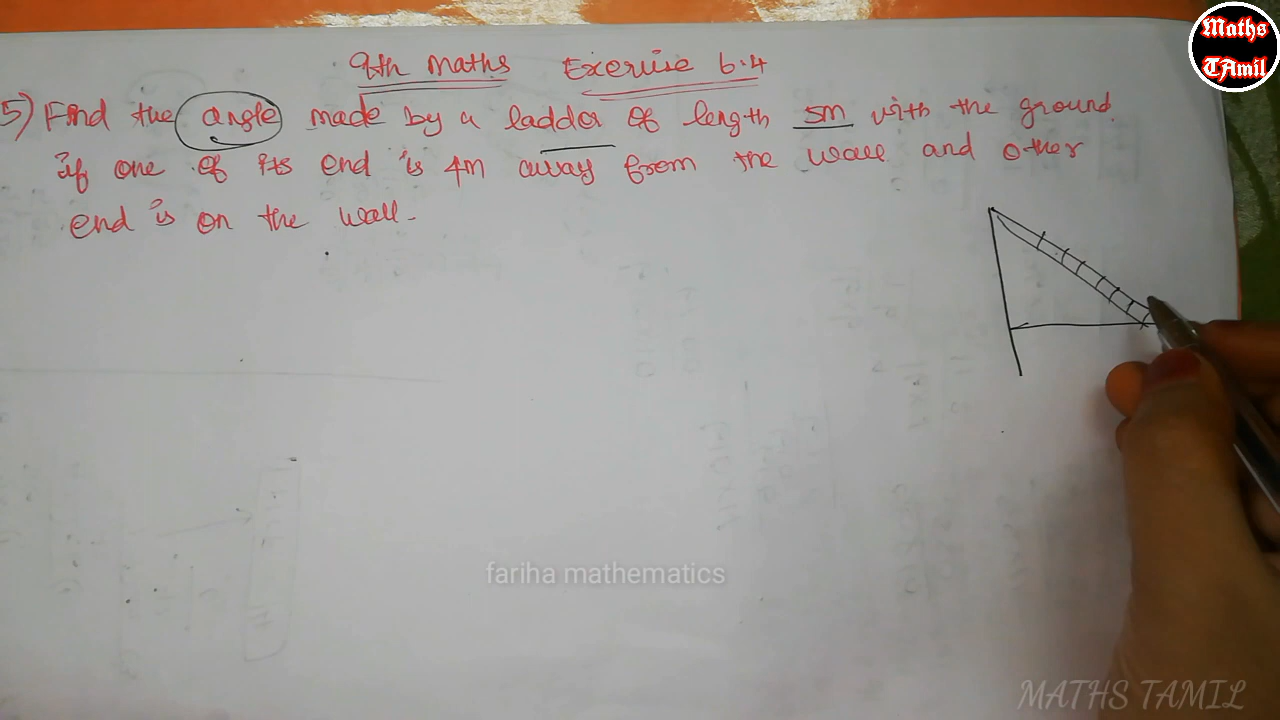 Maths
TAmil
9th Maths Exercise 6.4
5) Find the angle made by a ladder of length 5m with the ground.
if one of its end is 4m away from the wall and other
end is on the wall.
fariha mathematics
MATHS TAMIL